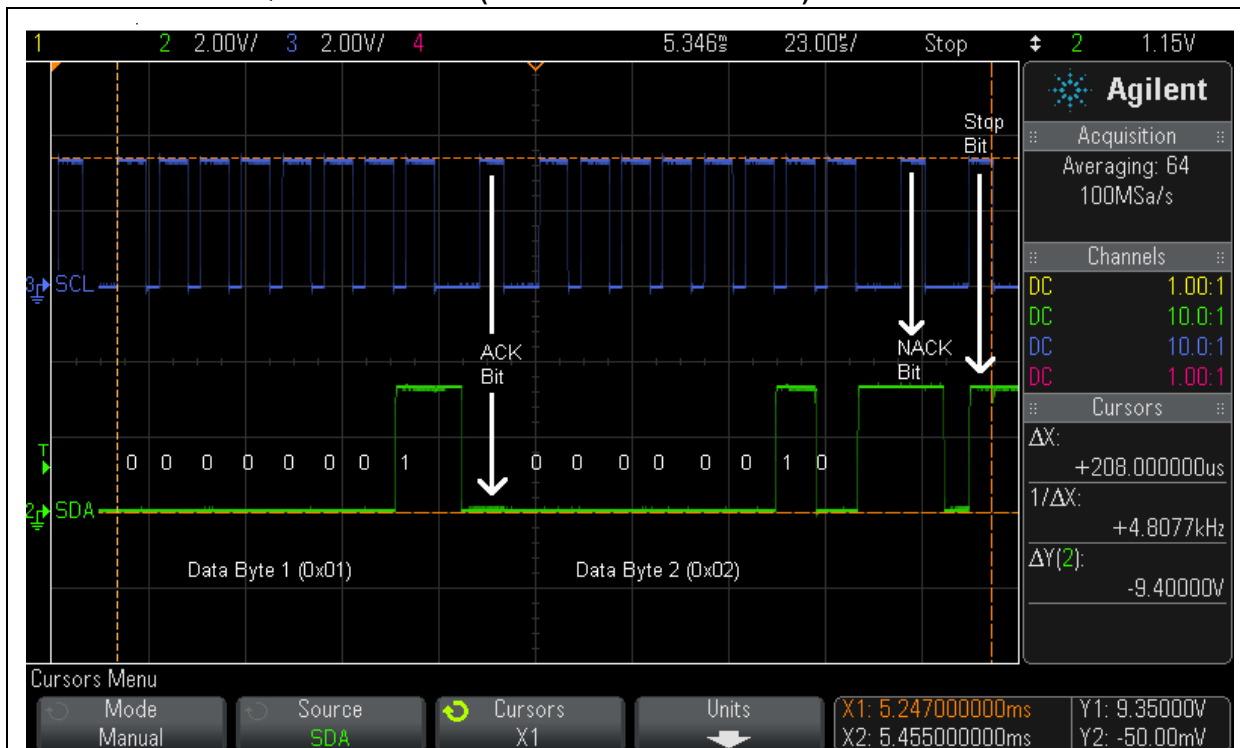 1 2 2.00V/ 3 2.00V/ 4 5.346ms 23.00us/ Stop 2 1.15V
Agilent
Acquisition
Averaging: 64
100MSa/s
Channels
DC 1.00:1
DC 10.0:1
DC 10.0:1
DC 1.00:1
Cursors
ΔX:
+208.000000us
1/ΔX:
+4.8077kHz
ΔY(2):
-9.40000V
Stop
Bit
3 SCL
ACK
Bit
NACK
Bit
T
0 0 0 0 0 0 0 1 0 0 0 0 0 0 1 0
2 SDA
Data Byte 1 (0x01) Data Byte 2 (0x02)
Cursors Menu
Mode
Manual
Source
SDA
Cursors
X1
Units
X1: 5.247000000ms
X2: 5.455000000ms
Y1: 9.35000V
Y2: -50.00mV